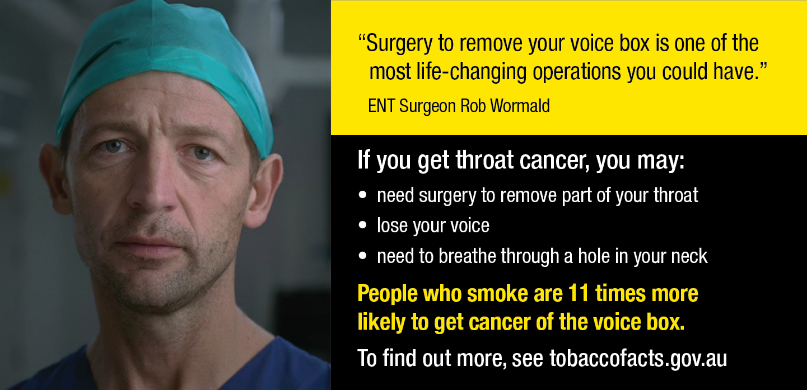 “Surgery to remove your voice box is one of the
most life-changing operations you could have.”
ENT Surgeon Rob Wormald
If you get throat cancer, you may:
• need surgery to remove part of your throat
• lose your voice
• need to breathe through a hole in your neck
People who smoke are 11 times more
likely to get cancer of the voice box.
To find out more, see tobaccofacts.gov.au